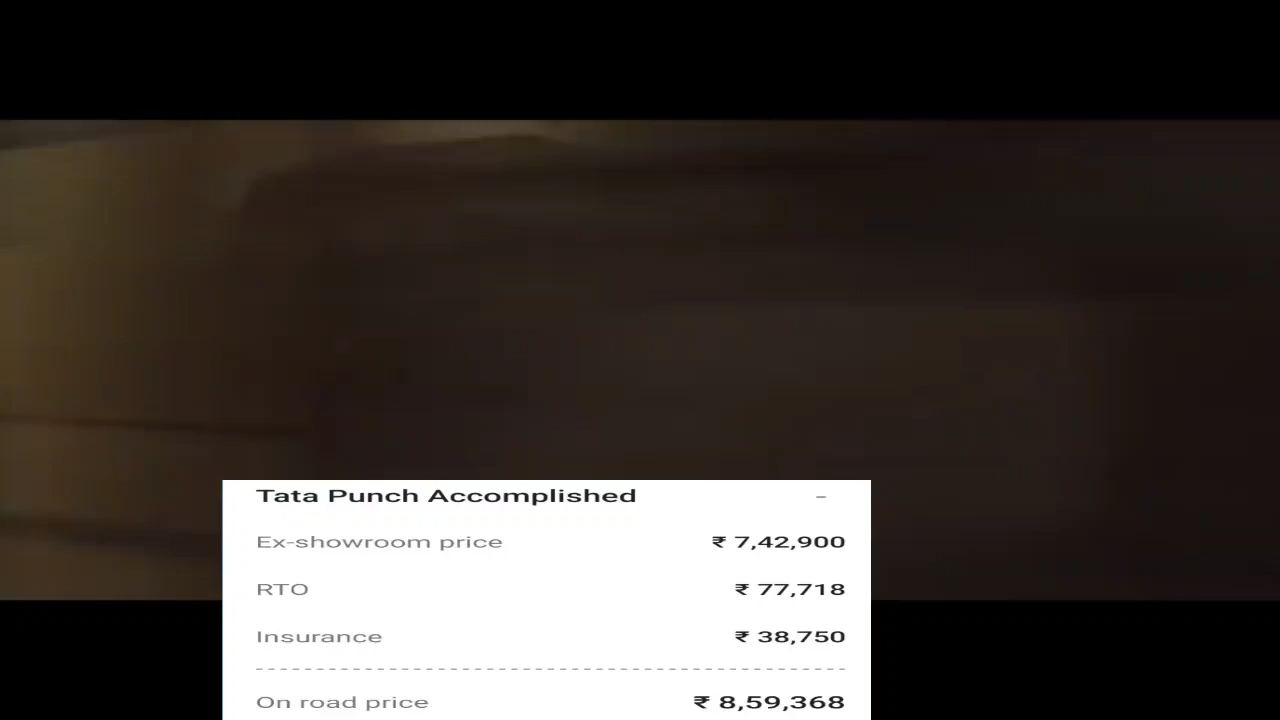 Tata Punch Accomplished -
Ex-showroom price ₹ 7,42,900
RTO ₹ 77,718
Insurance ₹ 38,750
On road price ₹ 8,59,368